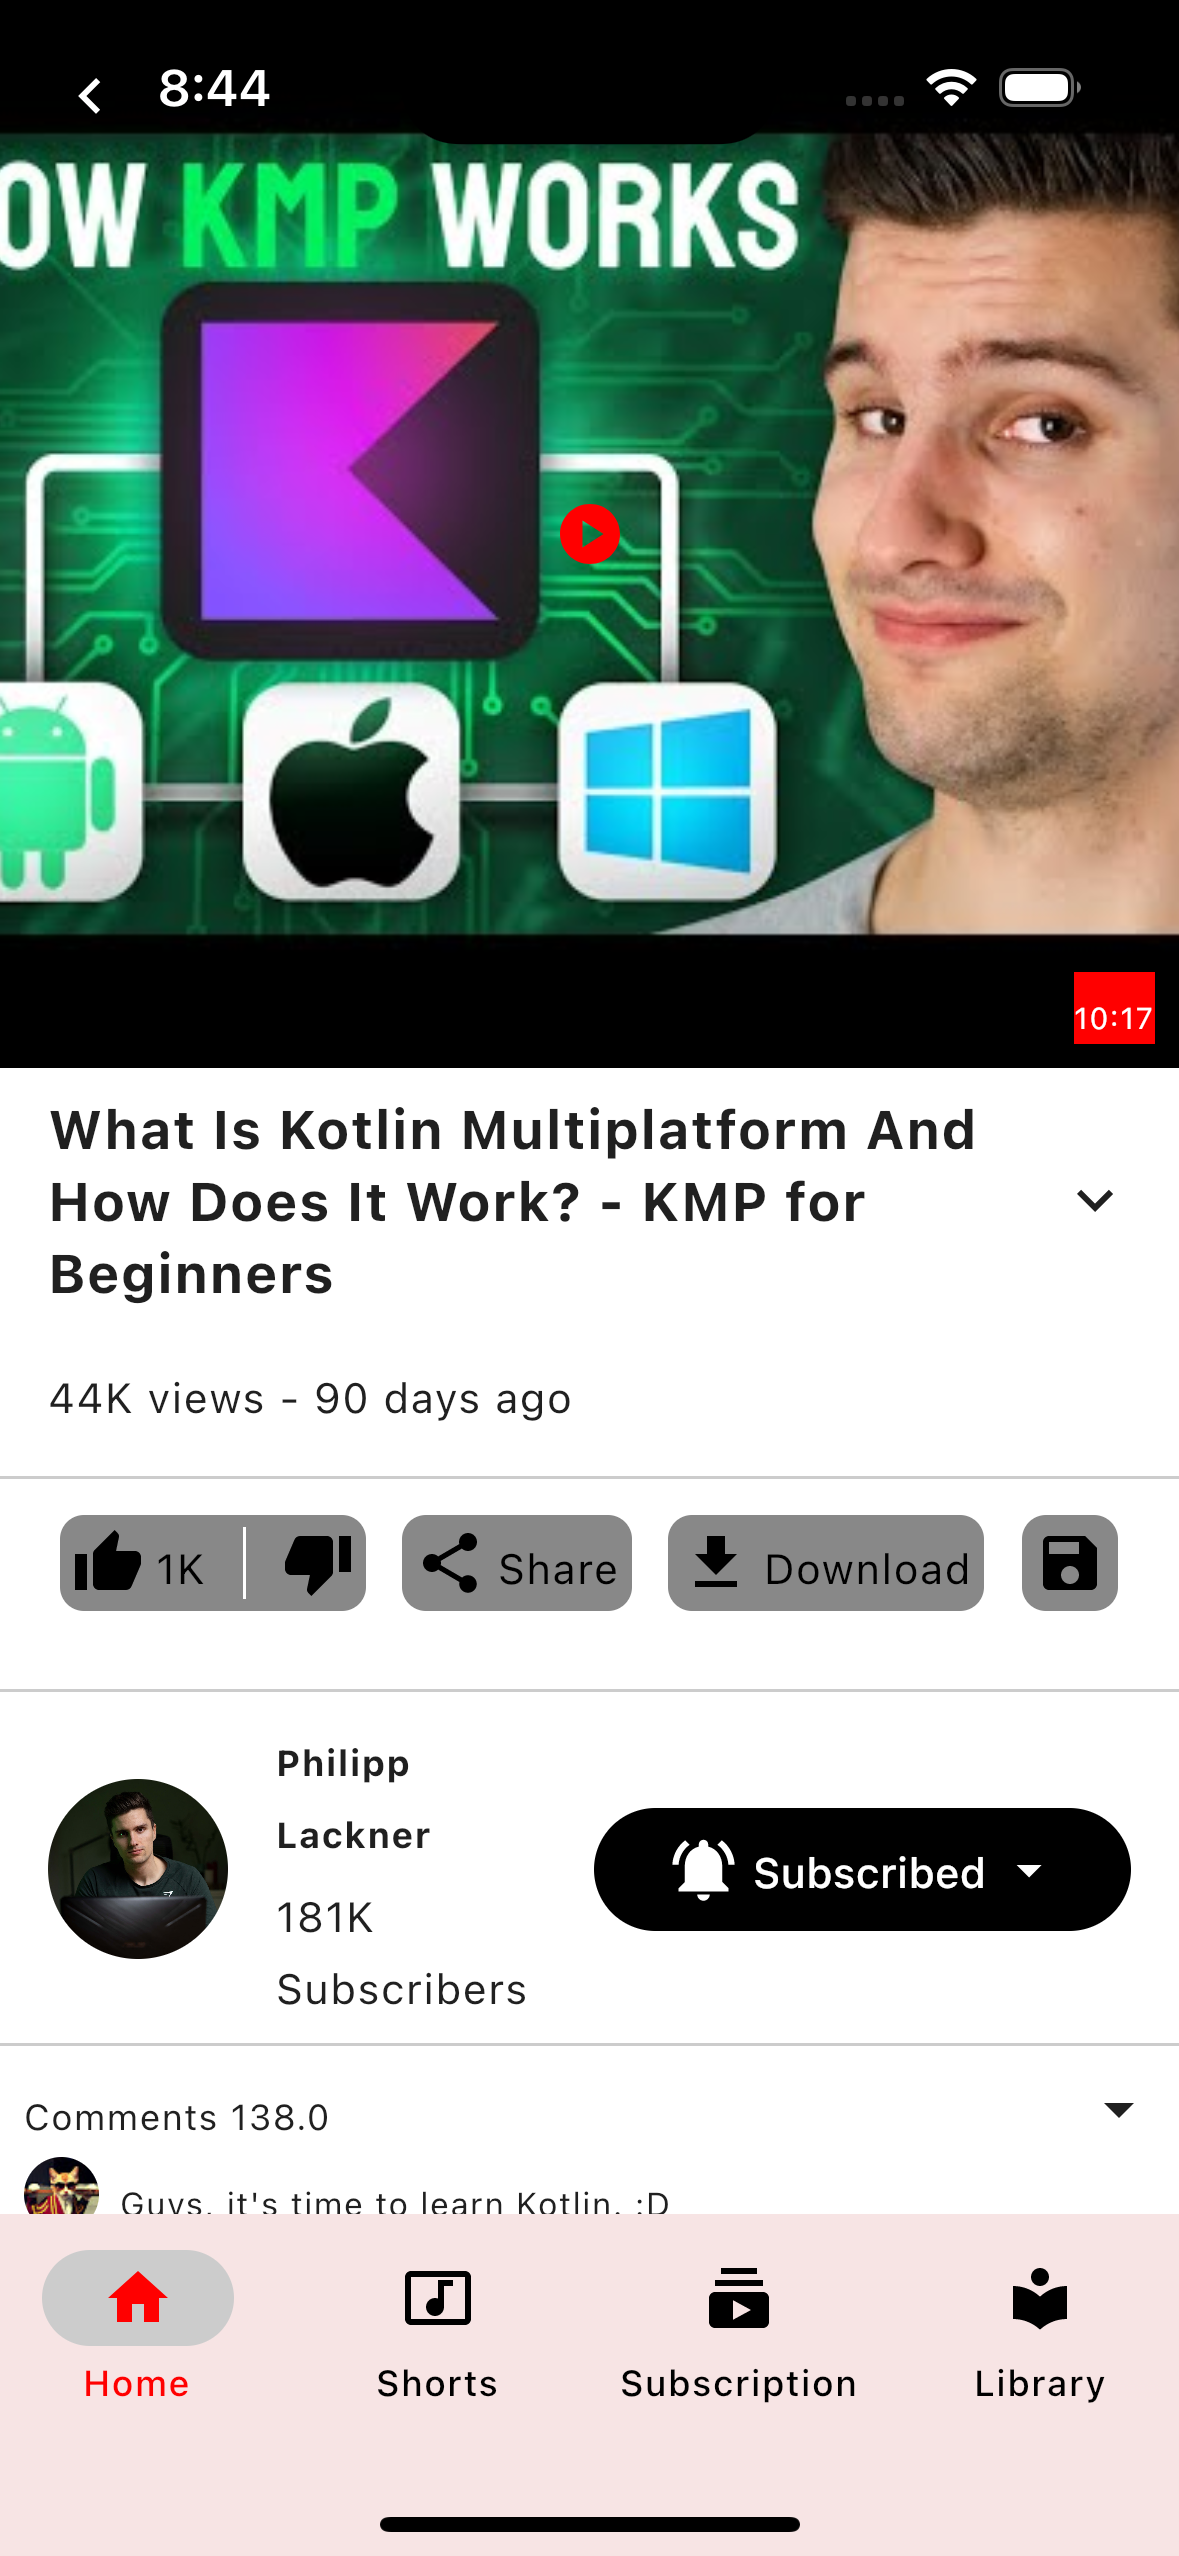 8:44
OW KMP WORKS
10:17
What Is Kotlin Multiplatform And
How Does It Work? - KMP for
Beginners
44K views - 90 days ago
1K
Share
Download
Philipp
Lackner
181K
Subscribers
Subscribed
Comments 138.0
Guys, it's time to learn Kotlin. :D
Home
Shorts
Subscription
Library